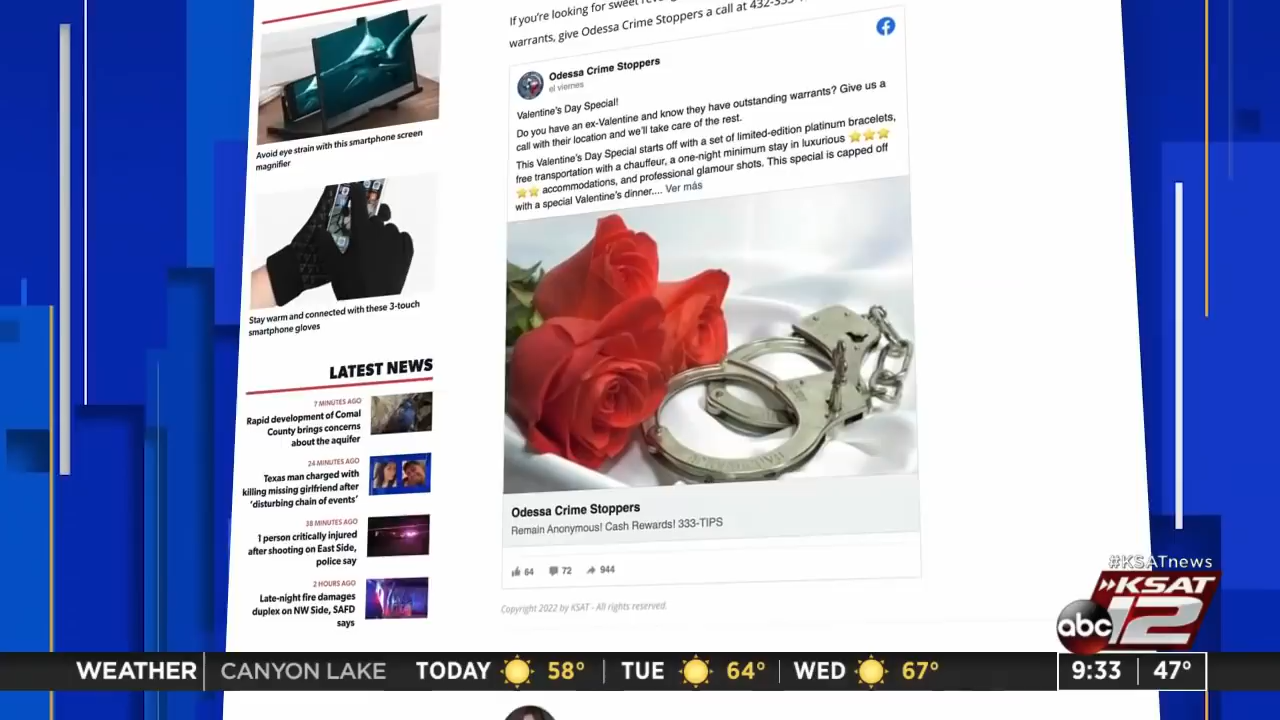 If you're looking for sweet
warrants, give Odessa Crime Stoppers a call at 432-333-
Odessa Crime Stoppers
el viernes
Valentine's Day Special!
Do you have an ex-Valentine and know they have outstanding warrants? Give us a
call with their location and we'll take care of the rest.
This Valentine's Day Special starts off with a set of limited-edition platinum bracelets,
free transportation with a chauffeur, a one-night minimum stay in luxurious ⭐⭐⭐
⭐⭐ accommodations, and professional glamour shots. This special is capped off
with a special Valentine's dinner.... Ver más
Odessa Crime Stoppers
Remain Anonymous! Cash Rewards! 333-TIPS
64 72 944
Copyright 2022 by KSAT - All rights reserved.
Avoid eye strain with this smartphone screen
magnifier
Stay warm and connected with these 3-touch
smartphone gloves
LATEST NEWS
7 MINUTES AGO
Rapid development of Comal
County brings concerns
about the aquifer
24 MINUTES AGO
Texas man charged with
killing missing girlfriend after
'disturbing chain of events'
38 MINUTES AGO
1 person critically injured
after shooting on East Side,
police say
2 HOURS AGO
Late-night fire damages
duplex on NW Side, SAFD
says
#KSATnews
KSAT
abc 12
WEATHER CANYON LAKE TODAY 58° TUE 64° WED 67° 9:33 47°